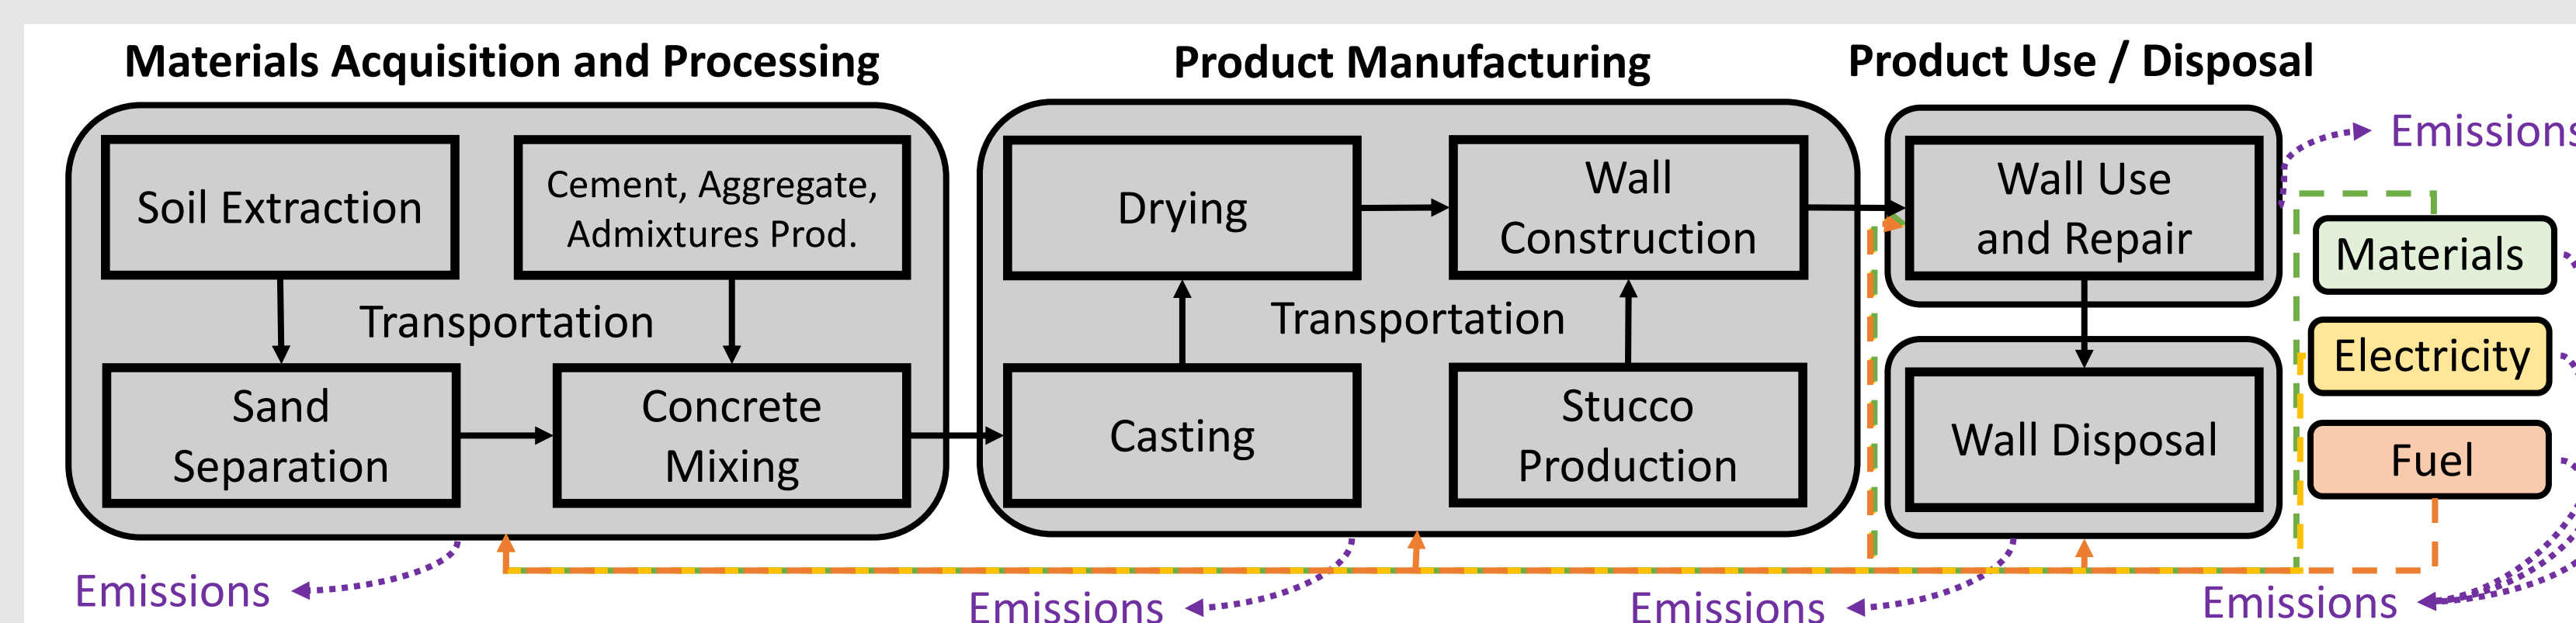 Materials Acquisition and Processing
Product Manufacturing
Product Use / Disposal
Soil Extraction
Cement, Aggregate,
Admixtures Prod.
Transportation
Sand
Separation
Concrete
Mixing
Drying
Wall
Construction
Transportation
Casting
Stucco
Production
Wall Use
and Repair
Wall Disposal
Emissions
Materials
Electricity
Fuel
Emissions
Emissions
Emissions
Emissions